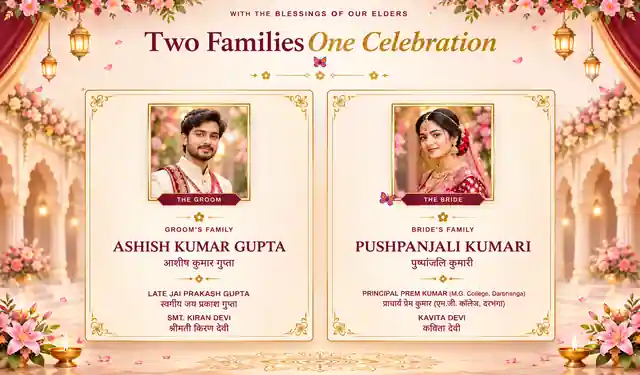 WITH THE BLESSINGS OF OUR ELDERS
Two Families One Celebration
THE GROOM
GROOM'S FAMILY
ASHISH KUMAR GUPTA
आशीष कुमार गुप्ता
LATE JAI PRAKASH GUPTA
स्वर्गीय जय प्रकाश गुप्ता
SMT. KIRAN DEVI
श्रीमती किरण देवी
THE BRIDE
BRIDE'S FAMILY
PUSHPANJALI KUMARI
पुष्पांजलि कुमारी
PRINCIPAL PREM KUMAR (M.G. College, Darbhanga)
प्राचार्य प्रेम कुमार (एम.जी. कॉलेज, दरभंगा)
KAVITA DEVI
कविता देवी